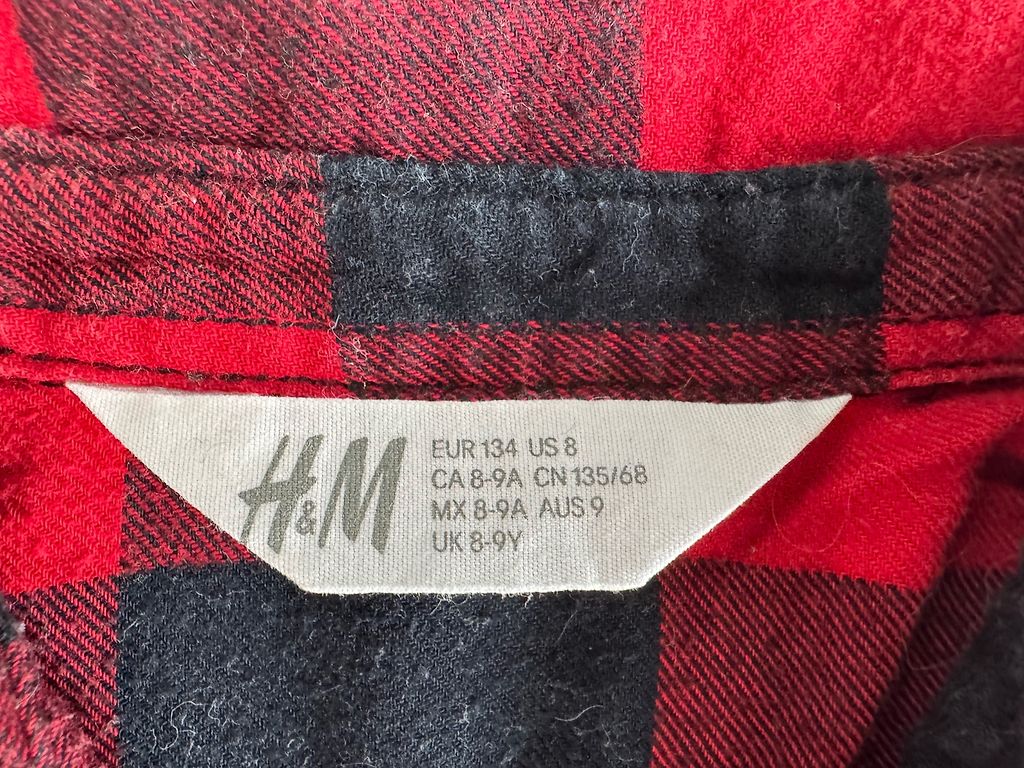 H&M
EUR 134 US 8
CA 8-9A CN 135/68
MX 8-9A AUS 9
UK 8-9Y